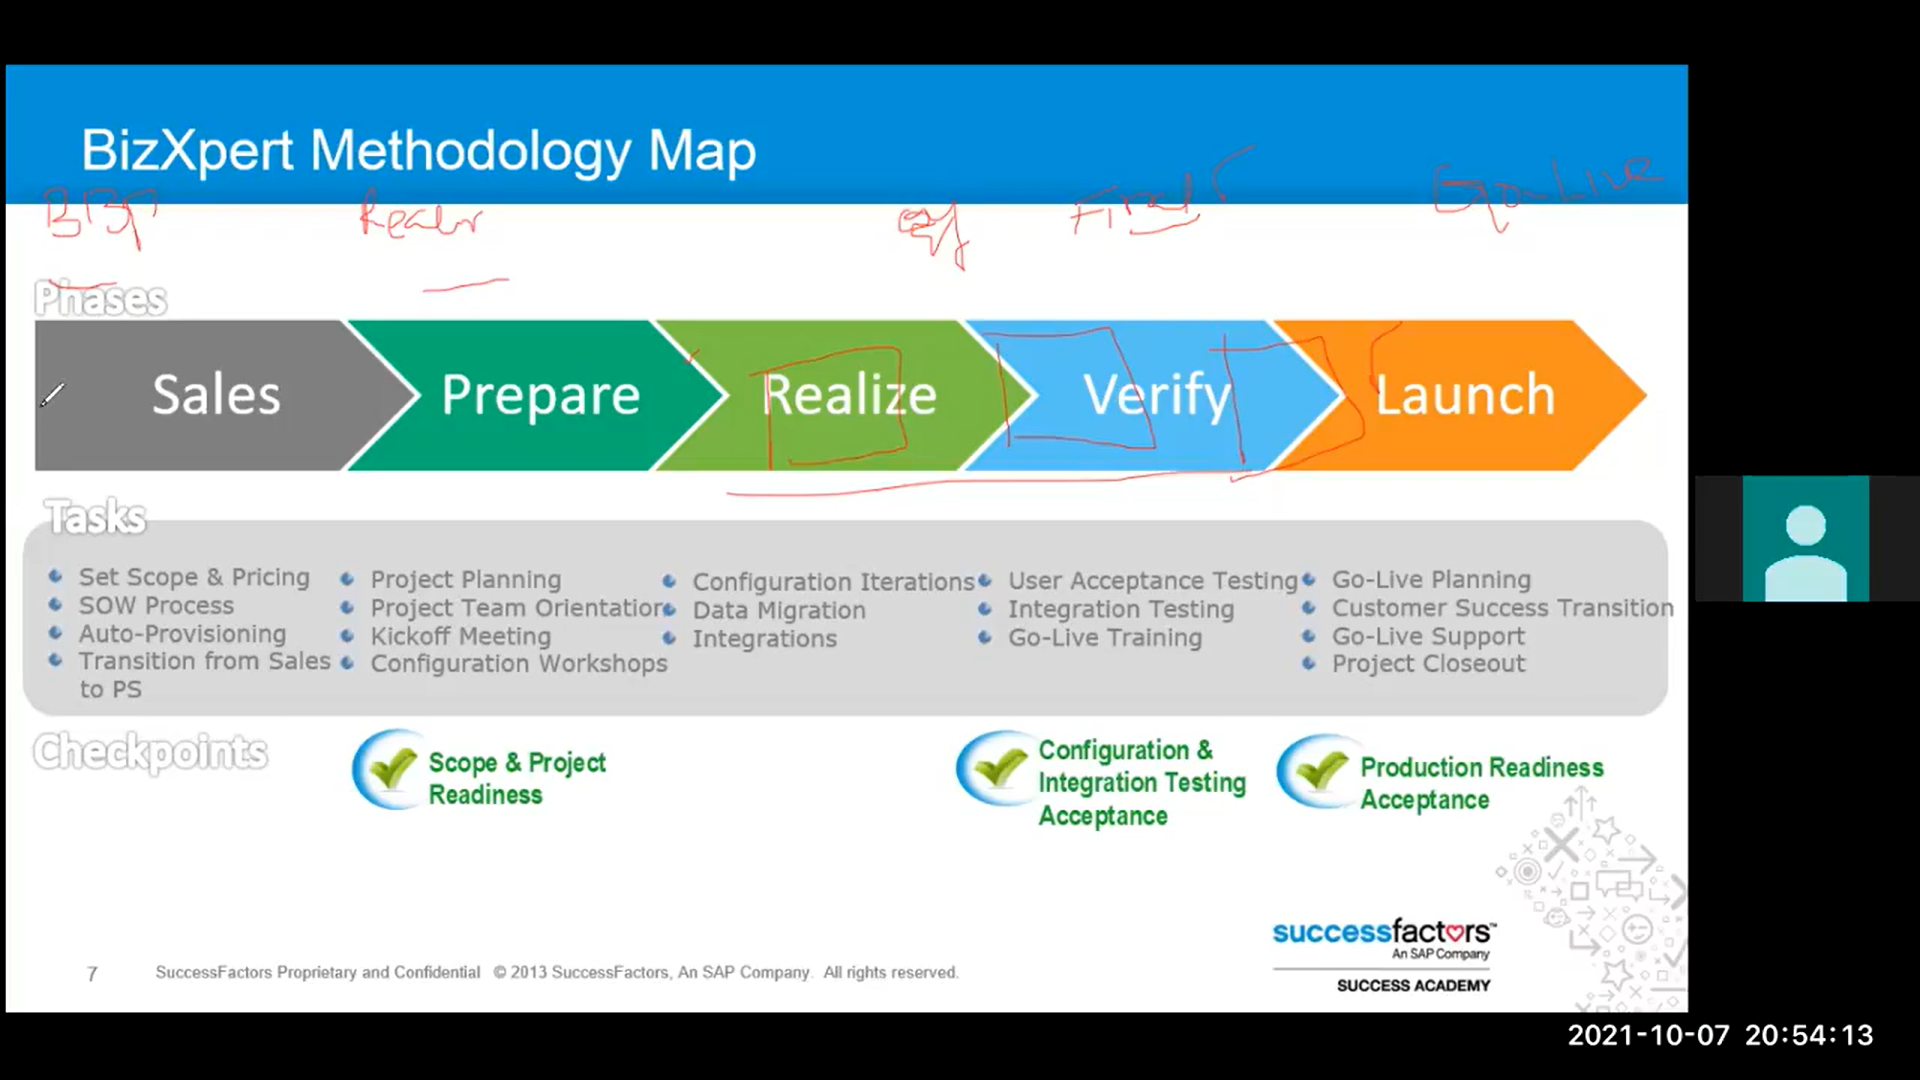 BizXpert Methodology Map
Final
Go-Live
Phases
Sales
Prepare
Realize
Verify
Launch
Tasks
Set Scope & Pricing
SOW Process
Auto-Provisioning
Transition from Sales
to PS
Project Planning
Project Team Orientation
Kickoff Meeting
Configuration Workshops
Configuration Iterations
Data Migration
Integrations
User Acceptance Testing
Integration Testing
Go-Live Training
Go-Live Planning
Customer Success Transition
Go-Live Support
Project Closeout
Checkpoints
Scope & Project
Readiness
Configuration &
Integration Testing
Acceptance
Production Readiness
Acceptance
successfactors™
An SAP Company
SUCCESS ACADEMY
7
SuccessFactors Proprietary and Confidential © 2013 SuccessFactors, An SAP Company. All rights reserved.
2021-10-07 20:54:13